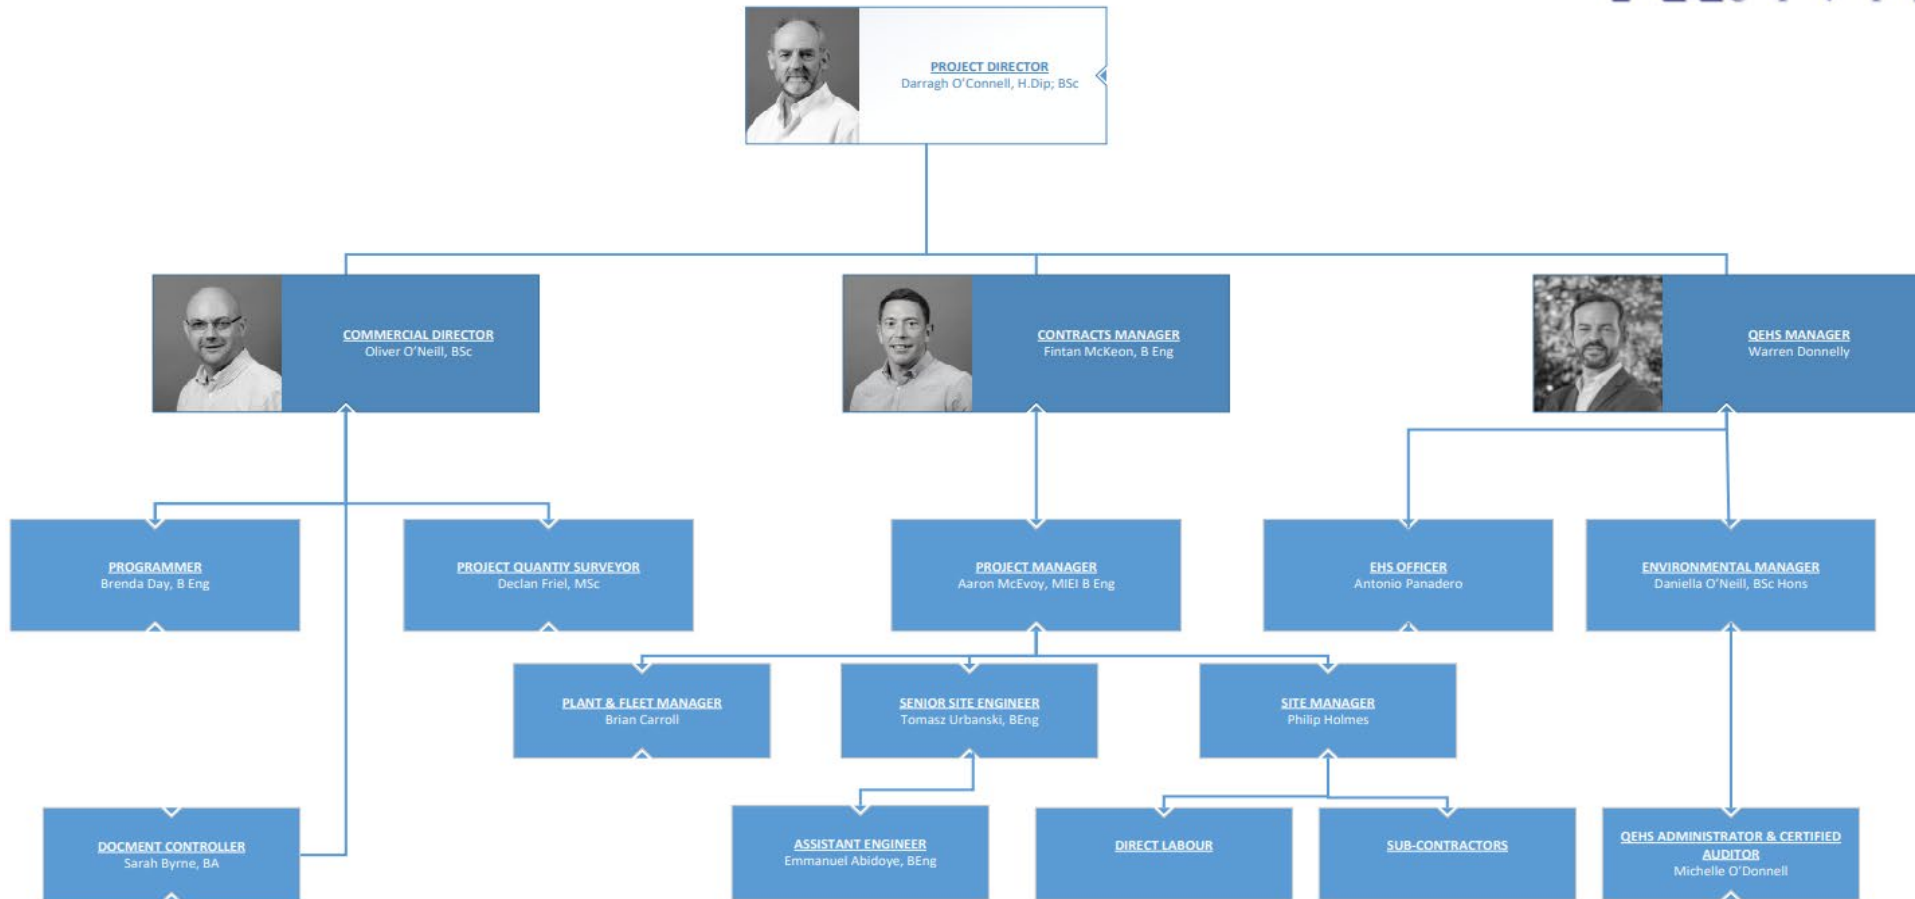 PROJECT DIRECTOR
Darragh O'Connell, H.Dip; BSc
COMMERCIAL DIRECTOR
Oliver O'Neill, BSc
CONTRACTS MANAGER
Fintan McKeon, B Eng
QEHS MANAGER
Warren Donnelly
PROGRAMMER
Brenda Day, B Eng
PROJECT QUANTIY SURVEYOR
Declan Friel, MSc
PROJECT MANAGER
Aaron McEvoy, MIEI B Eng
EHS OFFICER
Antonio Panadero
ENVIRONMENTAL MANAGER
Daniella O'Neill, BSc Hons
PLANT & FLEET MANAGER
Brian Carroll
SENIOR SITE ENGINEER
Tomasz Urbanski, BEng
SITE MANAGER
Philip Holmes
DOCMENT CONTROLLER
Sarah Byrne, BA
ASSISTANT ENGINEER
Emmanuel Abidoye, BEng
DIRECT LABOUR
SUB-CONTRACTORS
QEHS ADMINISTRATOR & CERTIFIED
AUDITOR
Michelle O'Donnell